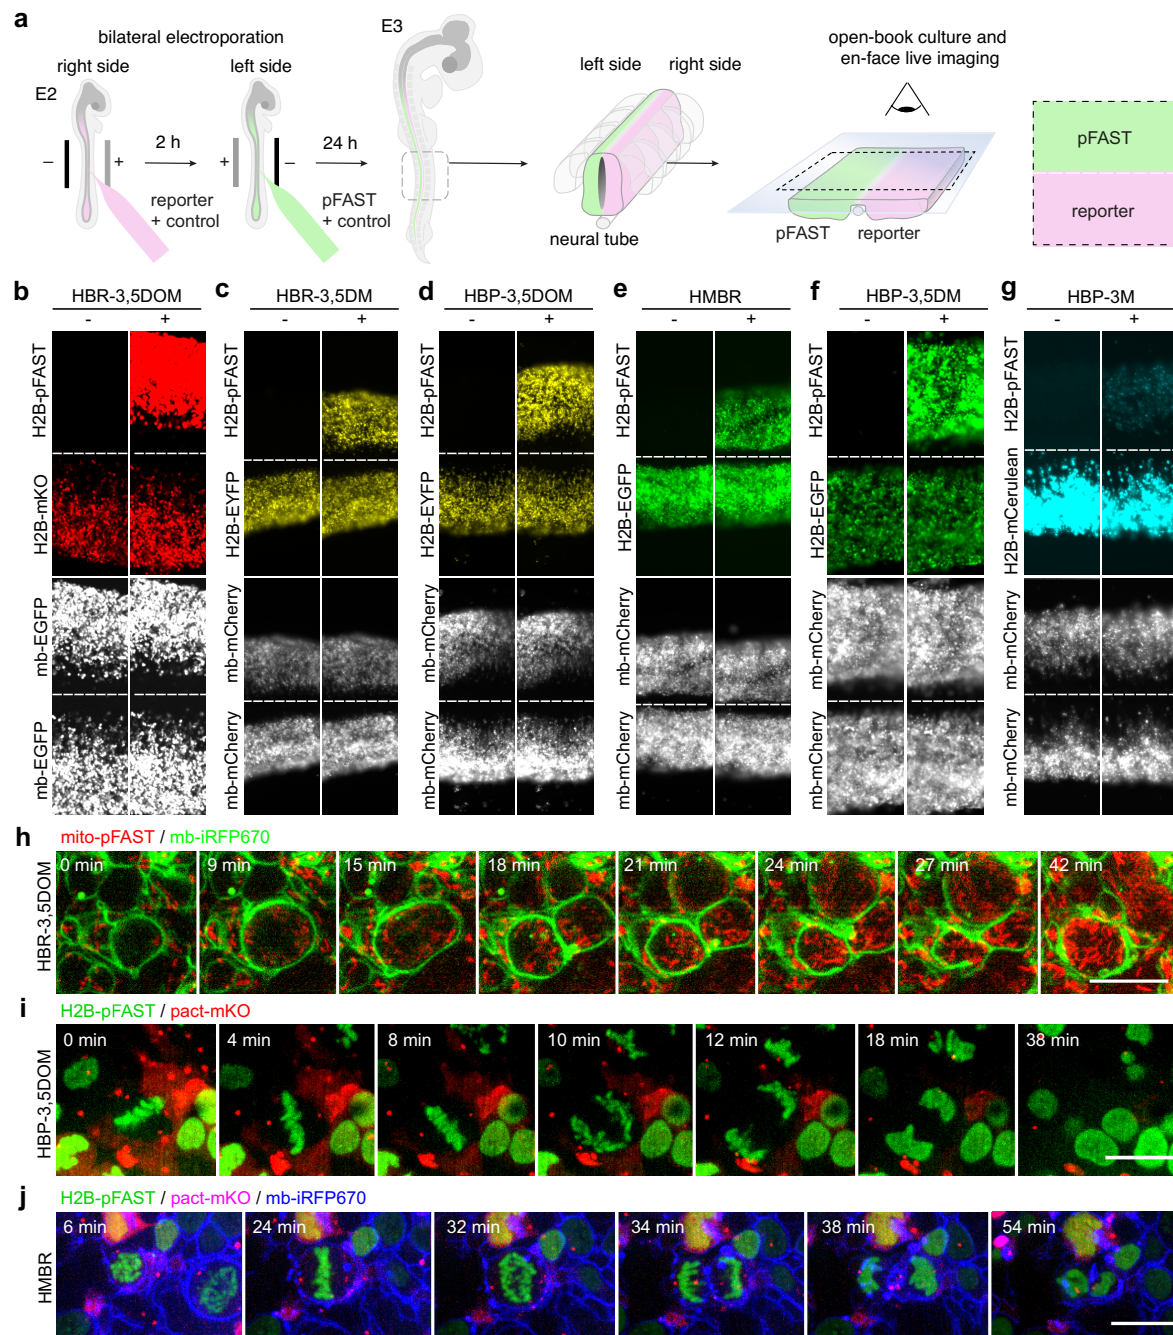 a
bilateral electroporation
right side
left side
E2
E3
2 h
24 h
reporter
+ control
pFAST
+ control
–
+
+
–
left side
right side
neural tube
open-book culture and
en-face live imaging
pFAST
reporter
pFAST
reporter
b
HBR-3,5DOM
-
+
H2B-pFAST
H2B-mKO
mb-EGFP
mb-EGFP
c
HBR-3,5DM
-
+
H2B-pFAST
H2B-EYFP
mb-mCherry
mb-mCherry
d
HBP-3,5DOM
-
+
H2B-pFAST
H2B-EYFP
mb-mCherry
mb-mCherry
e
HMBR
-
+
H2B-pFAST
H2B-EGFP
mb-mCherry
mb-mCherry
f
HBP-3,5DM
-
+
H2B-pFAST
H2B-EGFP
mb-mCherry
mb-mCherry
g
HBP-3M
-
+
H2B-pFAST
H2B-mCerulean
mb-mCherry
mb-mCherry
h
mito-pFAST / mb-iRFP670
HBR-3,5DOM
0 min
9 min
15 min
18 min
21 min
24 min
27 min
42 min
i
H2B-pFAST / pact-mKO
HBP-3,5DOM
0 min
4 min
8 min
10 min
12 min
18 min
38 min
j
H2B-pFAST / pact-mKO / mb-iRFP670
HMBR
6 min
24 min
32 min
34 min
38 min
54 min